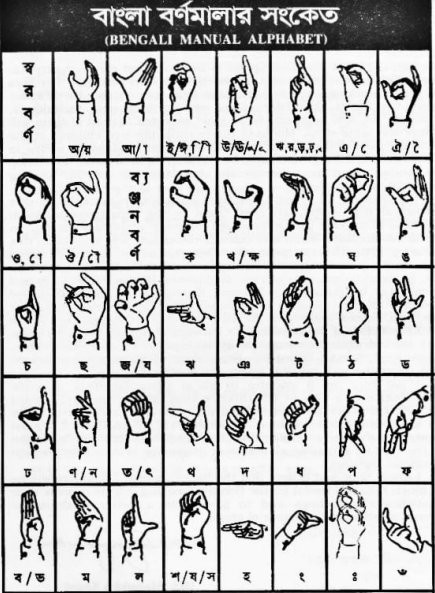 বাংলা বর্ণমালার সংকেত
(BENGALI MANUAL ALPHABET)
স্বরবর্ণ
অ/য় আ/া ই/ঈ,ি,ী উ/ঊ/ু/ূ ঋ,র,ড়,ঢ়,ৃ এ/ে ঐ/ৈ
ও,ো ঔ/ৌ
ব্যঞ্জনবর্ণ
ক খ/ক্ষ গ ঘ ঙ
চ ছ জ/য ঝ ঞ ট ঠ ড
ঢ ণ/ন ত/ৎ থ দ ধ প ফ
ব/ভ ম ল শ/ষ/স হ ং ঃ ঁ